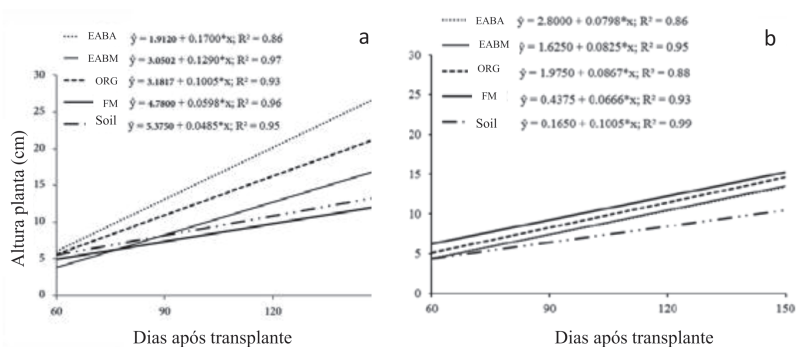 a
EABA ŷ = 1.9120 + 0.1700*x; R² = 0.86
EABM ŷ = 3.0502 + 0.1290*x; R² = 0.97
ORG ŷ = 3.1817 + 0.1005*x; R² = 0.93
FM ŷ = 4.7800 + 0.0598*x; R² = 0.96
Soil ŷ = 5.3750 + 0.0485*x; R² = 0.95
Altura planta (cm)
30
25
20
15
10
5
0
60 90 120
Dias após transplante
b
EABA ŷ = 2.8000 + 0.0798*x; R² = 0.86
EABM ŷ = 1.6250 + 0.0825*x; R² = 0.95
ORG ŷ = 1.9750 + 0.0867*x; R² = 0.88
FM ŷ = 0.4375 + 0.0666*x; R² = 0.93
Soil ŷ = 0.1650 + 0.1005*x; R² = 0.99
30
25
20
15
10
5
0
60 90 120 150
Dias após transplante